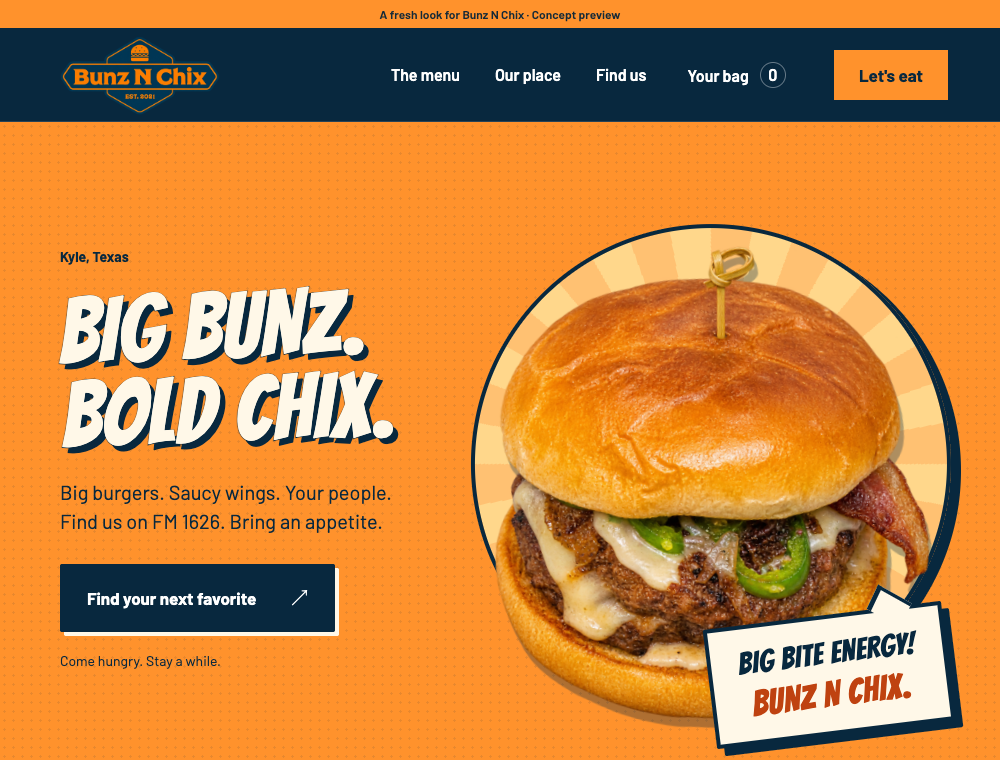 A fresh look for Bunz N Chix · Concept preview
Bunz N Chix
EST. 2021
The menu
Our place
Find us
Your bag
0
Let's eat
Kyle, Texas
BIG BUNZ.
BOLD CHIX.
Big burgers. Saucy wings. Your people.
Find us on FM 1626. Bring an appetite.
Find your next favorite
Come hungry. Stay a while.
BIG BITE ENERGY!
BUNZ N CHIX.